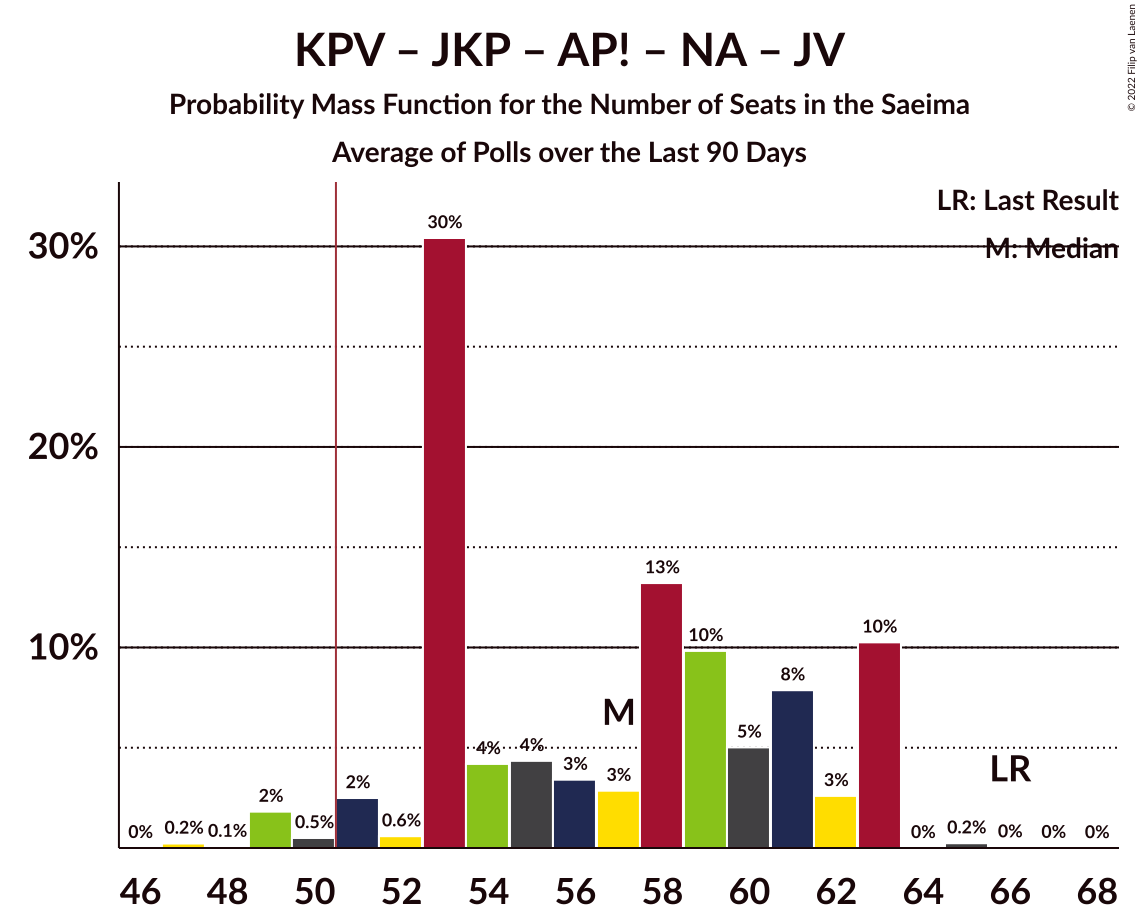 KPV – JKP – AP! – NA – JV
Probability Mass Function for the Number of Seats in the Saeima
Average of Polls over the Last 90 Days
© 2022 Filip van Laenen
LR: Last Result
M: Median
30%
20%
10%
0%
0.2%
0.1%
2%
0.5%
2%
0.6%
30%
4%
4%
3%
3%
13%
10%
5%
8%
3%
10%
0%
0.2%
0%
0%
0%
M
LR
46 48 50 52 54 56 58 60 62 64 66 68